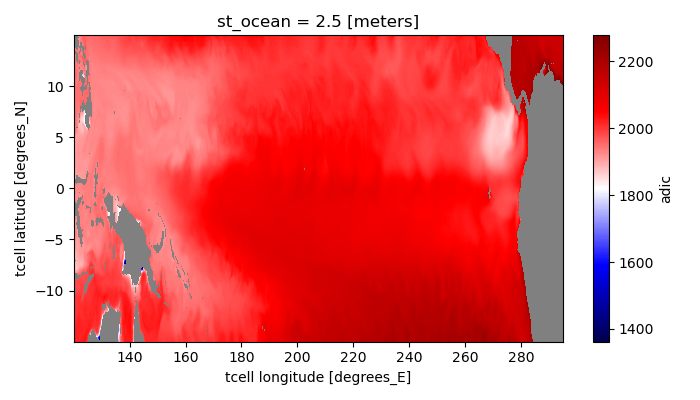 st_ocean = 2.5 [meters]
10
5
0
−5
−10
tcell latitude [degrees_N]
140 160 180 200 220 240 260 280
tcell longitude [degrees_E]
2200
2000
1800
1600
1400
adic